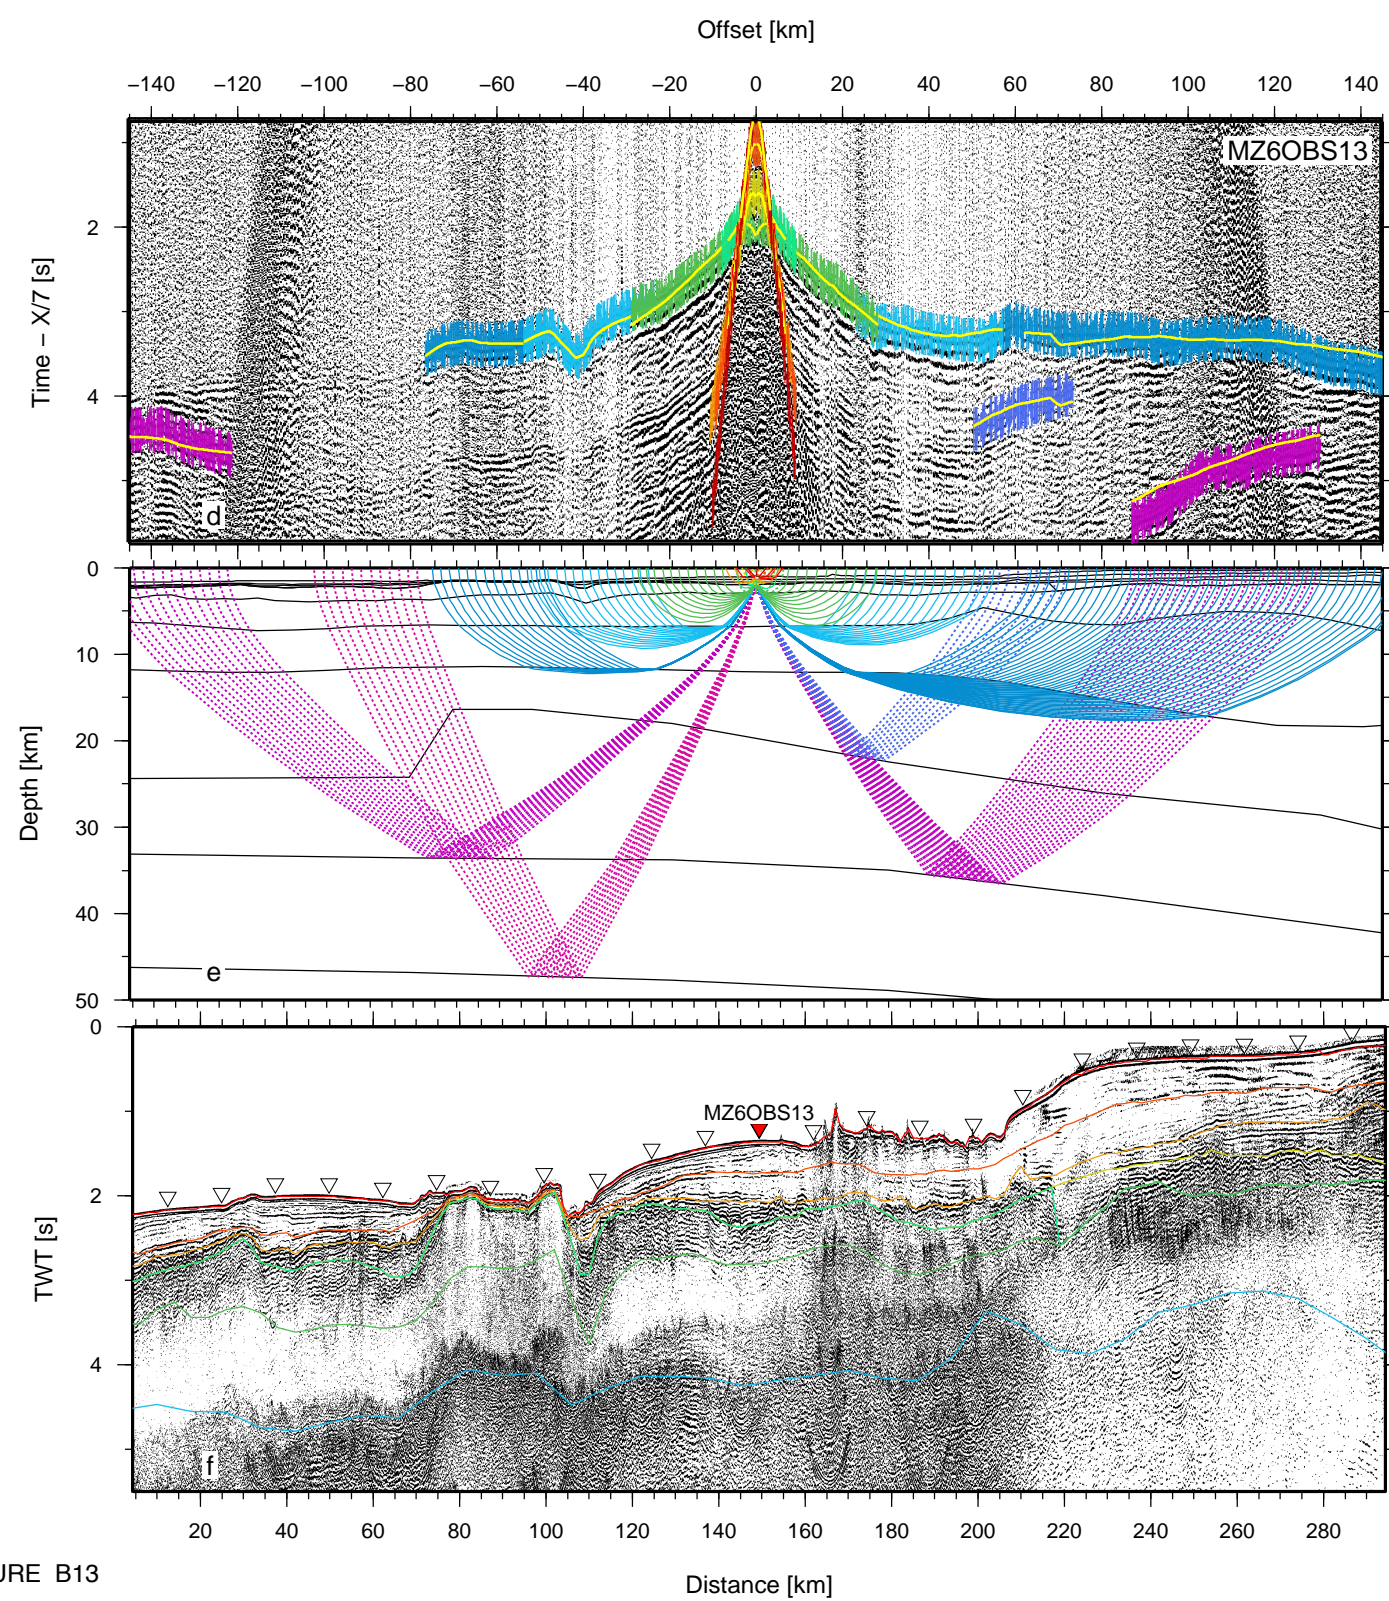 Offset [km]
−140 −120 −100 −80 −60 −40 −20 0 20 40 60 80 100 120 140
MZ6OBS13
2
4
Time − X/7 [s]
d
0
10
20
30
40
50
Depth [km]
e
0
2
4
TWT [s]
MZ6OBS13
f
20 40 60 80 100 120 140 160 180 200 220 240 260 280
Distance [km]
URE B13